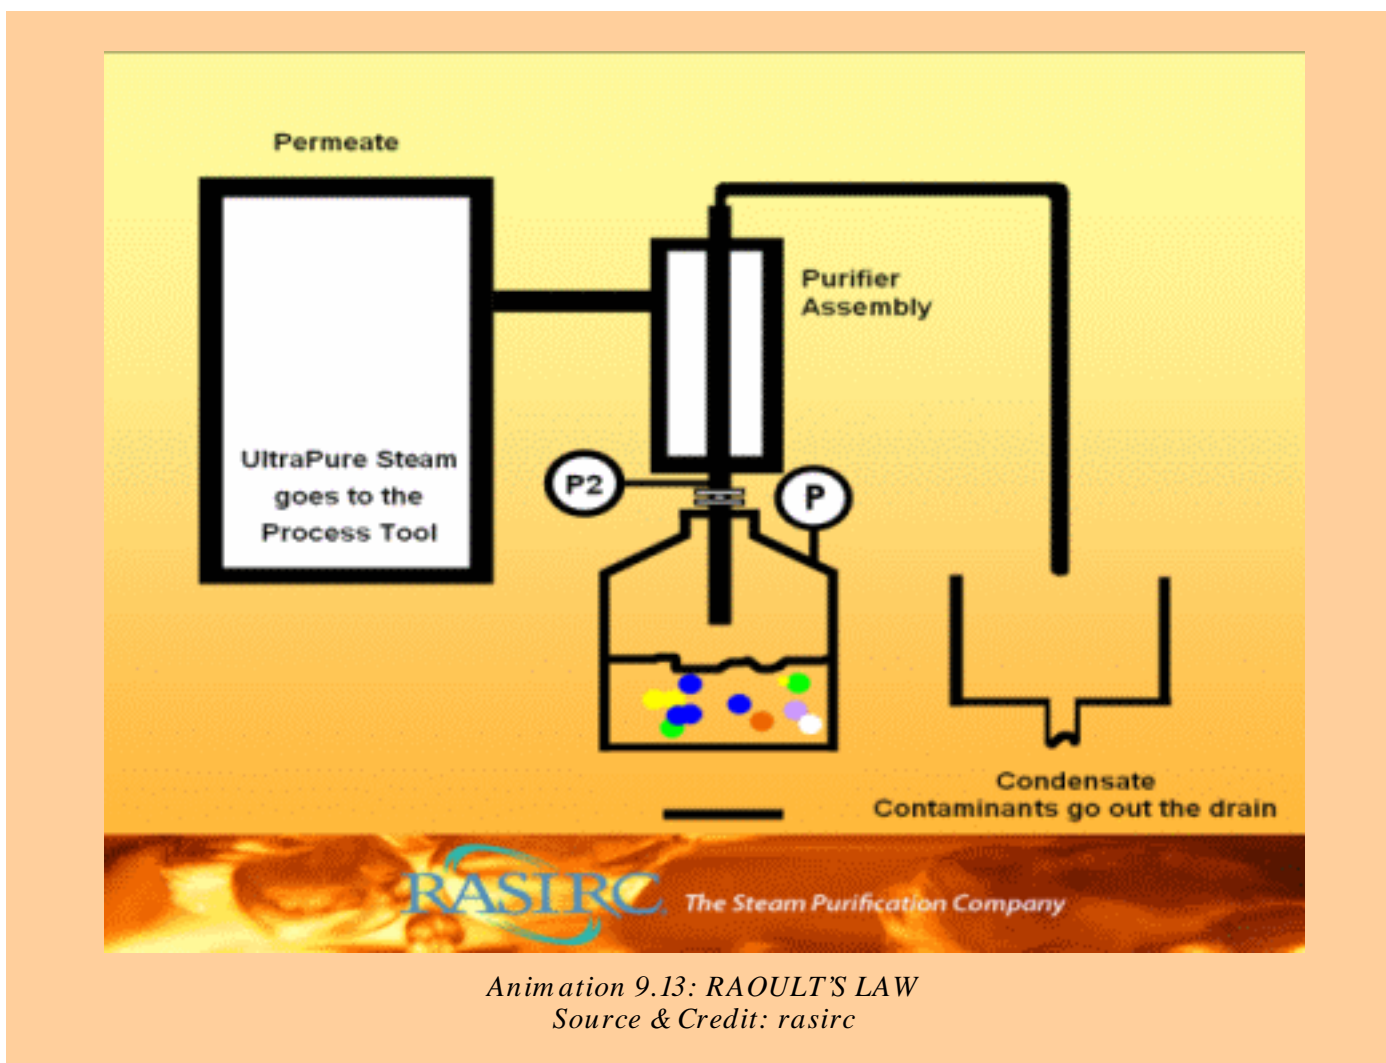 Permeate
Purifier
Assembly
UltraPure Steam
goes to the
Process Tool
P2
P
Condensate
Contaminants go out the drain
RASIRC The Steam Purification Company
Animation 9.13: RAOULT'S LAW
Source & Credit: rasirc